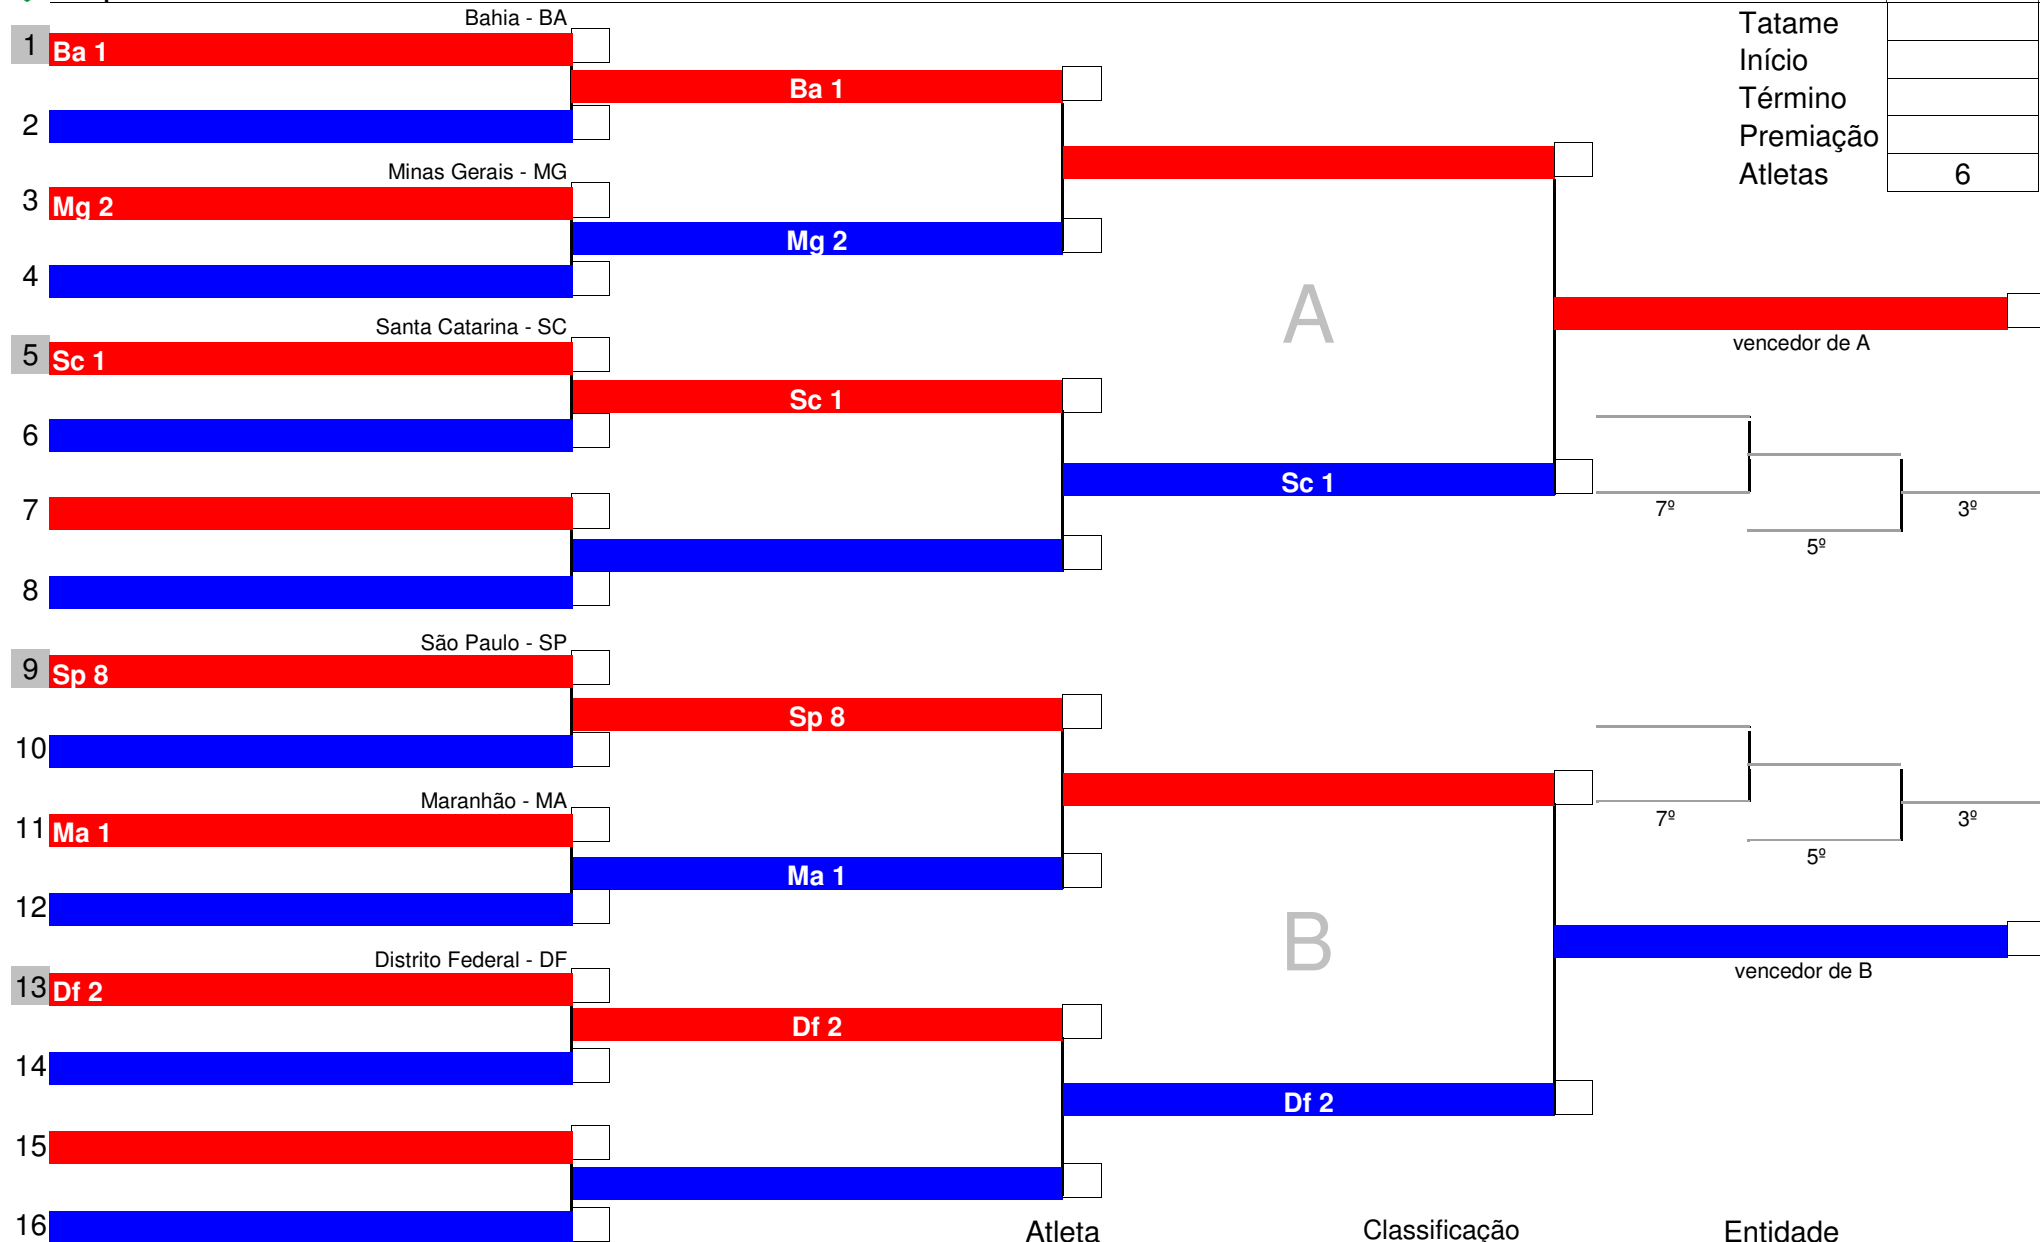 Bahia - BA
Tatame
1
Ba 1
Início
Ba 1
Término
2
Premiação
Minas Gerais - MG
Atletas 6
3
Mg 2
Mg 2
4
A
Santa Catarina - SC
vencedor de A
5
Sc 1
Sc 1
6
Sc 1
7
7º
3º
5º
8
São Paulo - SP
9
Sp 8
Sp 8
10
Maranhão - MA
7º
3º
11
Ma 1
5º
Ma 1
12
B
Distrito Federal - DF
vencedor de B
13
Df 2
Df 2
14
Df 2
15
16
Atleta Classificação Entidade